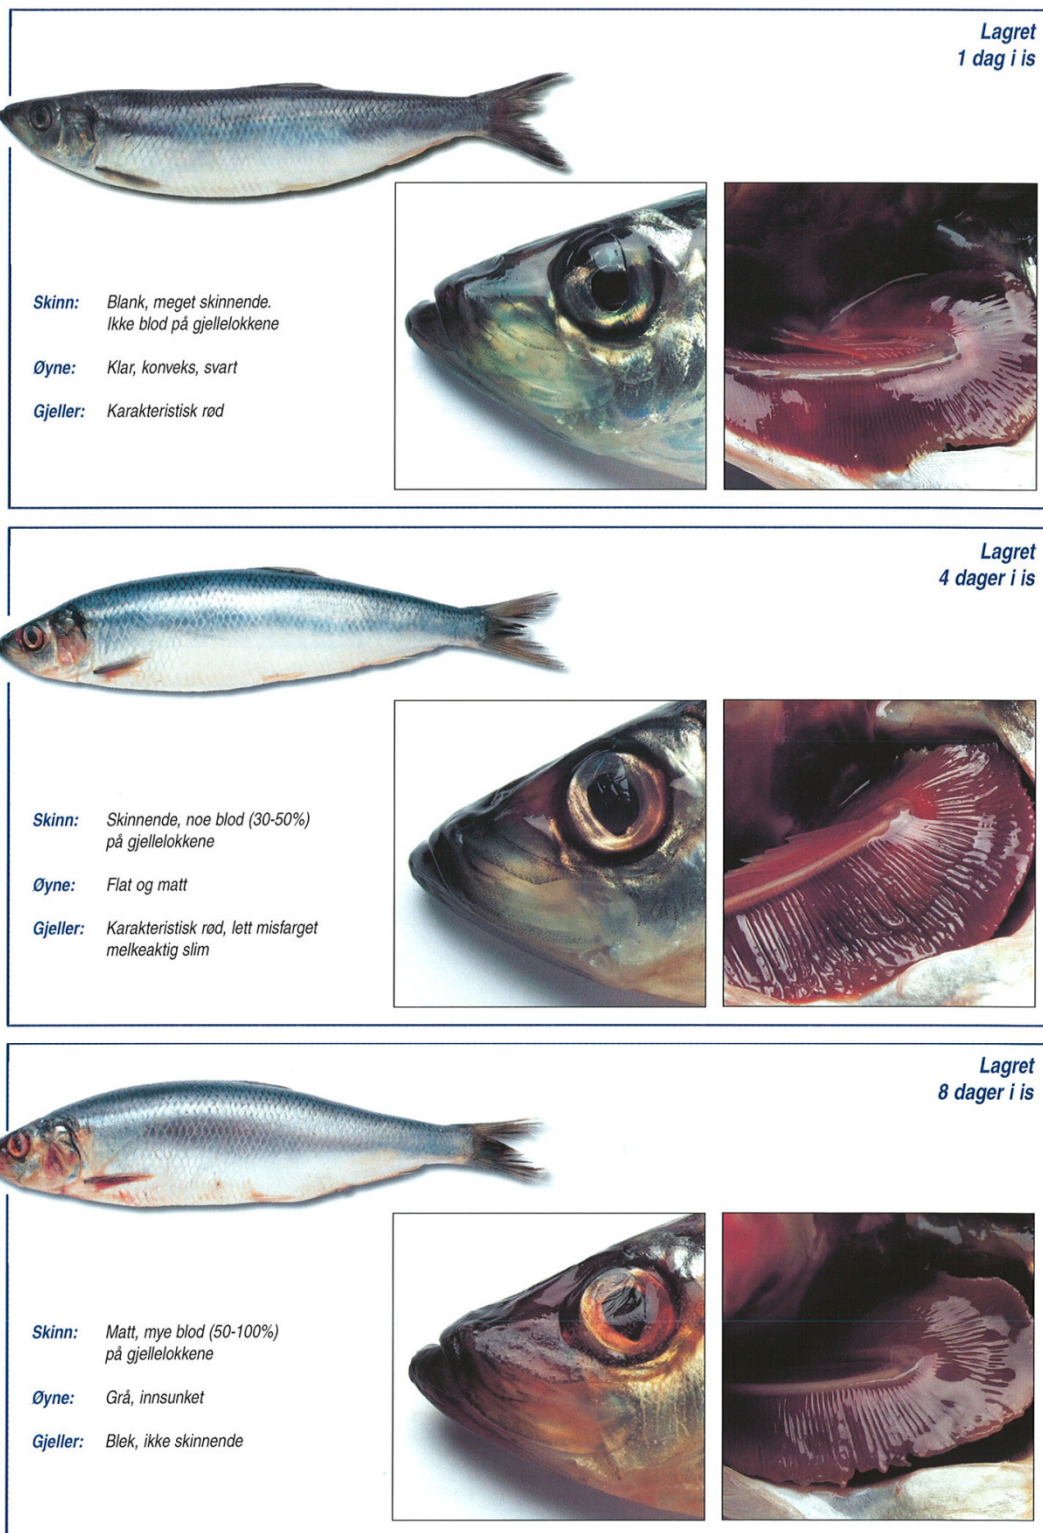 Lagret
1 dag i is
Skinn: Blank, meget skinnende.
Ikke blod på gjellelokkene
Øyne: Klar, konveks, svart
Gjeller: Karakteristisk rød
Lagret
4 dager i is
Skinn: Skinnende, noe blod (30-50%)
på gjellelokkene
Øyne: Flat og matt
Gjeller: Karakteristisk rød, lett misfarget
melkeaktig slim
Lagret
8 dager i is
Skinn: Matt, mye blod (50-100%)
på gjellelokkene
Øyne: Grå, innsunket
Gjeller: Blek, ikke skinnende